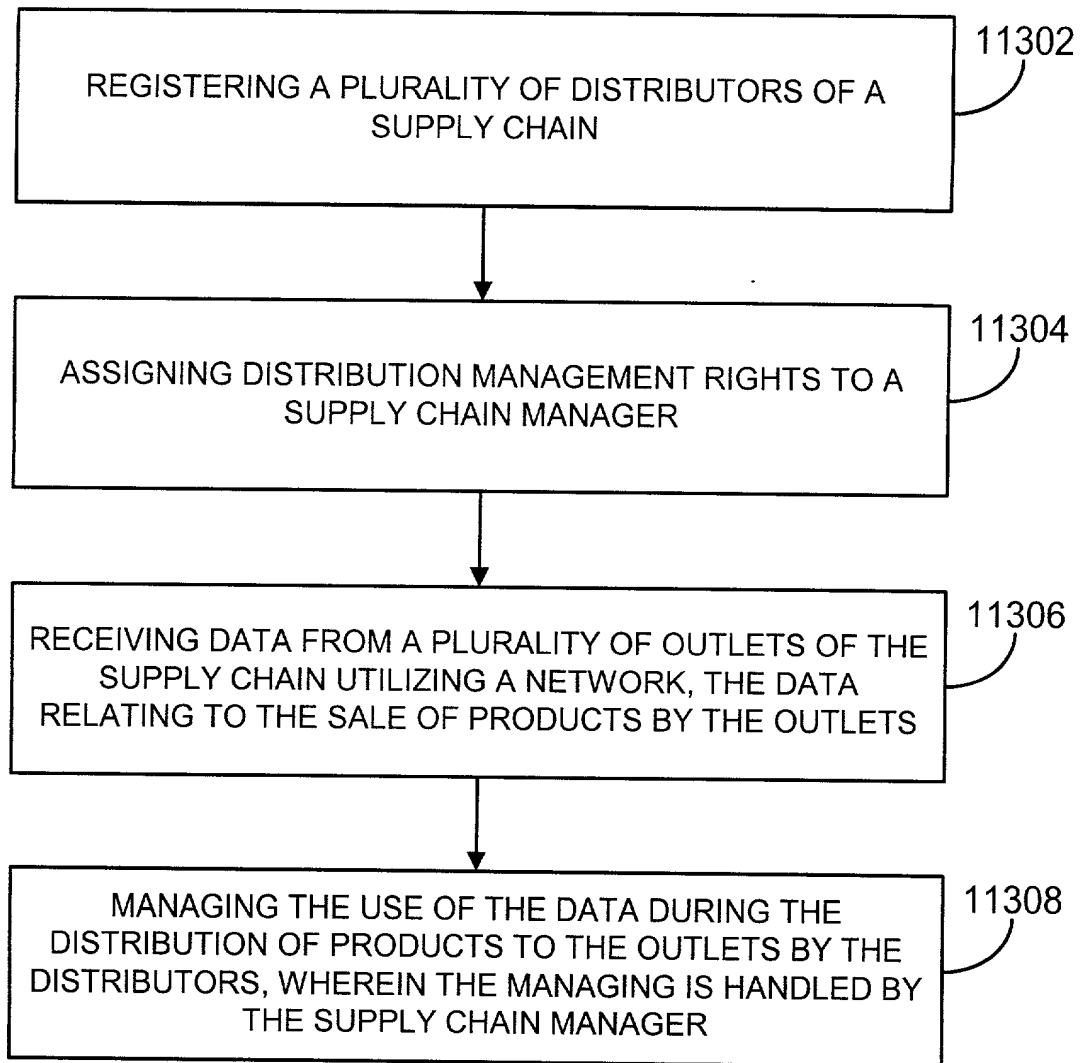 11302
REGISTERING A PLURALITY OF DISTRIBUTORS OF A
SUPPLY CHAIN
11304
ASSIGNING DISTRIBUTION MANAGEMENT RIGHTS TO A
SUPPLY CHAIN MANAGER
11306
RECEIVING DATA FROM A PLURALITY OF OUTLETS OF THE
SUPPLY CHAIN UTILIZING A NETWORK, THE DATA
RELATING TO THE SALE OF PRODUCTS BY THE OUTLETS
11308
MANAGING THE USE OF THE DATA DURING THE
DISTRIBUTION OF PRODUCTS TO THE OUTLETS BY THE
DISTRIBUTORS, WHEREIN THE MANAGING IS HANDLED BY
THE SUPPLY CHAIN MANAGER